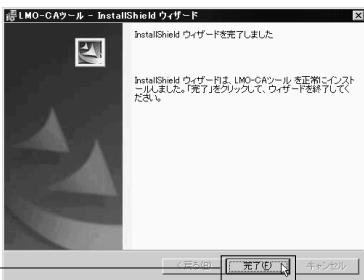 LMO-CAツール - InstallShield ウィザード
InstallShield ウィザードを完了しました
InstallShield ウィザードは、LMO-CAツール を正常にインスト
ールしました。「完了」をクリックして、ウィザードを終了してく
ださい。
< 戻る(B) 完了(F) キャンセル